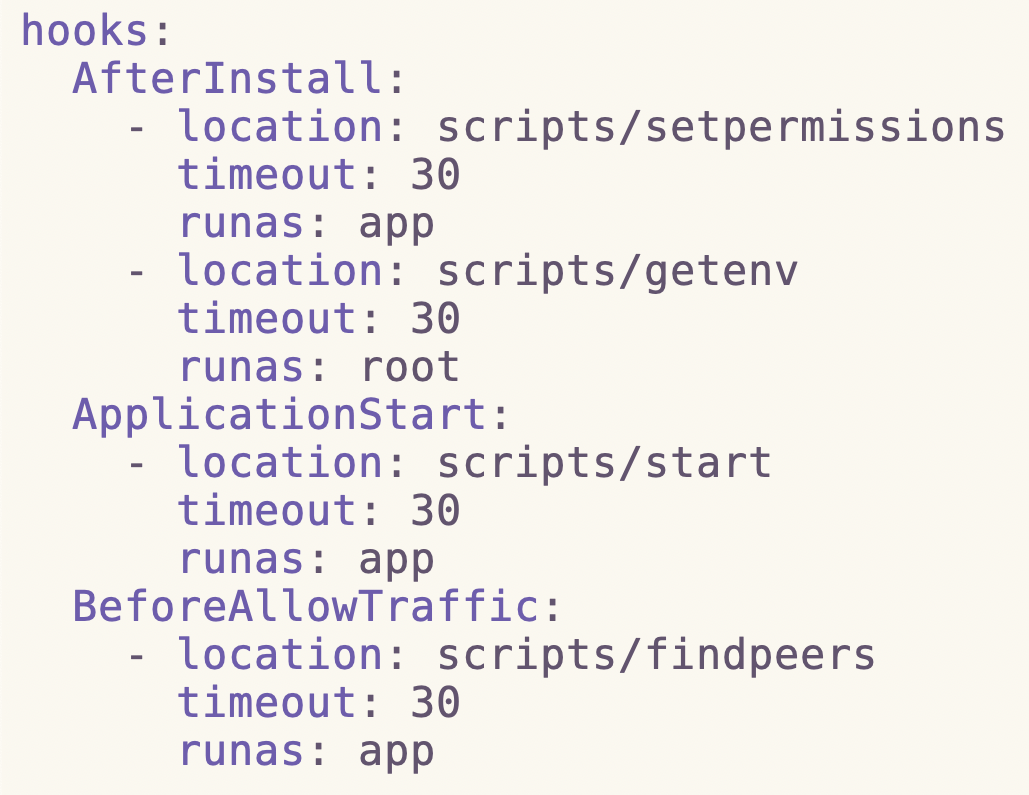 hooks:
  AfterInstall:
    - location: scripts/setpermissions
      timeout: 30
      runas: app
    - location: scripts/getenv
      timeout: 30
      runas: root
  ApplicationStart:
    - location: scripts/start
      timeout: 30
      runas: app
  BeforeAllowTraffic:
    - location: scripts/findpeers
      timeout: 30
      runas: app